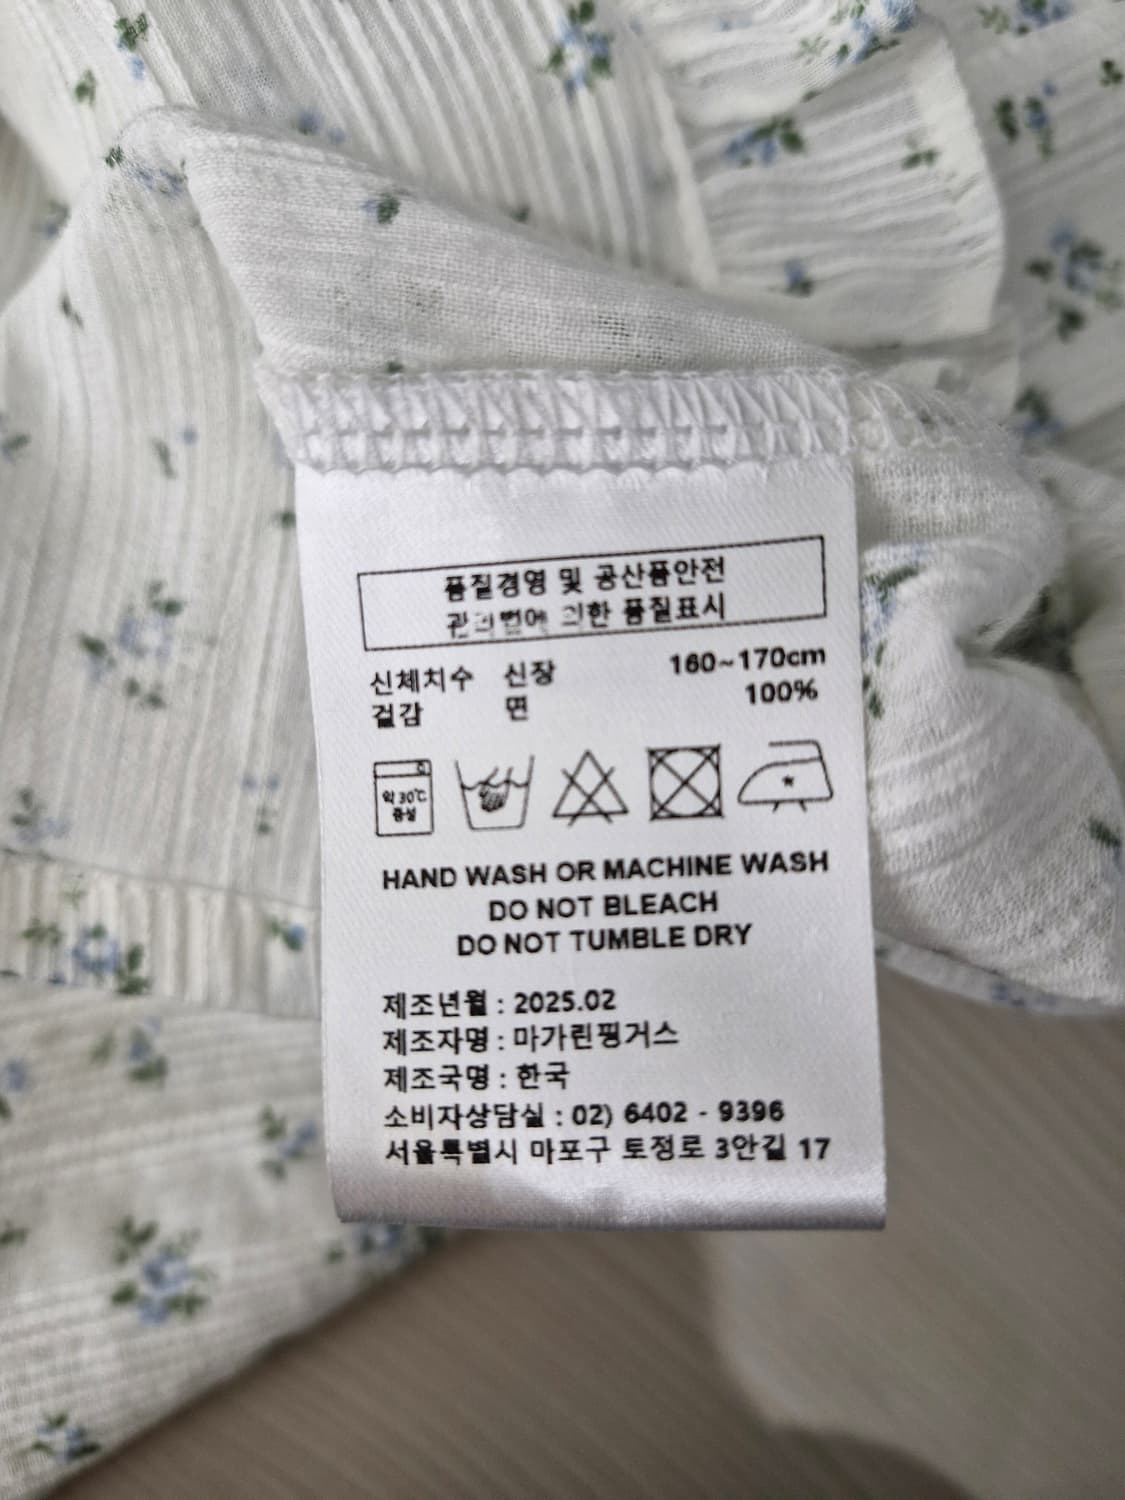 품질경영 및 공산품안전
관리법에 의한 품질표시
신체치수 신장 160~170cm
겉감 면 100%
약 30℃
중성
HAND WASH OR MACHINE WASH
DO NOT BLEACH
DO NOT TUMBLE DRY
제조년월 : 2025.02
제조자명 : 마가린핑거스
제조국명 : 한국
소비자상담실 : 02) 6402 - 9396
서울특별시 마포구 토정로 3안길 17